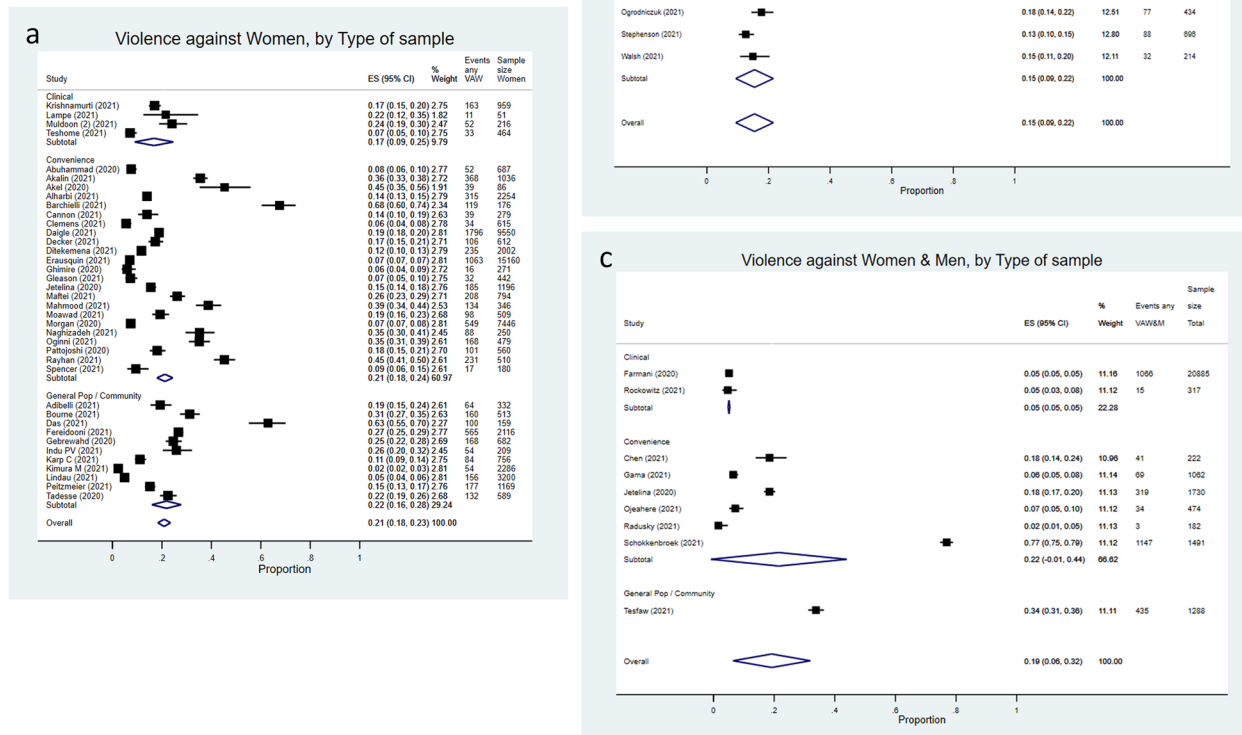 a
Violence against Women, by Type of sample
Study ES (95% CI) % Weight Events any VAW Sample size Women
Clinical
Krishnamurti (2021) 0.17 (0.15, 0.20) 2.75 163 959
Lampe (2021) 0.22 (0.12, 0.35) 1.82 11 51
Muldoon (2) (2021) 0.24 (0.19, 0.30) 2.47 52 216
Teshome (2021) 0.07 (0.05, 0.10) 2.75 33 464
Subtotal 0.17 (0.09, 0.25) 9.79
Convenience
Abuhammad (2020) 0.08 (0.06, 0.10) 2.77 52 687
Akalin (2021) 0.36 (0.33, 0.38) 2.72 368 1036
Akel (2020) 0.45 (0.35, 0.56) 1.91 39 86
Alharbi (2021) 0.14 (0.13, 0.15) 2.79 315 2254
Barchielli (2021) 0.68 (0.60, 0.74) 2.34 119 176
Cannon (2021) 0.14 (0.10, 0.19) 2.63 39 279
Clemens (2021) 0.06 (0.04, 0.08) 2.78 34 615
Daigle (2021) 0.19 (0.18, 0.20) 2.81 1796 9550
Decker (2021) 0.17 (0.15, 0.21) 2.71 106 612
Ditekemena (2021) 0.12 (0.10, 0.13) 2.79 235 2002
Erausquin (2021) 0.07 (0.07, 0.07) 2.81 1063 15160
Ghimire (2020) 0.06 (0.04, 0.09) 2.72 16 271
Gleason (2021) 0.07 (0.05, 0.10) 2.75 32 442
Jetelina (2020) 0.15 (0.14, 0.18) 2.76 185 1196
Maftei (2021) 0.26 (0.23, 0.29) 2.71 208 794
Mahmood (2021) 0.39 (0.34, 0.44) 2.53 134 346
Moawad (2021) 0.19 (0.16, 0.23) 2.68 98 509
Morgan (2020) 0.07 (0.07, 0.08) 2.81 549 7446
Naghizadeh (2021) 0.35 (0.30, 0.41) 2.45 88 250
Oginni (2021) 0.35 (0.31, 0.39) 2.61 168 479
Pattojoshi (2020) 0.18 (0.15, 0.21) 2.70 101 560
Rayhan (2021) 0.45 (0.41, 0.50) 2.61 231 510
Spencer (2021) 0.09 (0.06, 0.15) 2.61 17 180
Subtotal 0.21 (0.18, 0.24) 60.97
General Pop / Community
Adibelli (2021) 0.19 (0.15, 0.24) 2.61 64 332
Bourne (2021) 0.31 (0.27, 0.35) 2.63 160 513
Das (2021) 0.63 (0.55, 0.70) 2.27 100 159
Fereidooni (2021) 0.27 (0.25, 0.29) 2.77 565 2116
Gebrewahd (2020) 0.25 (0.22, 0.28) 2.69 168 682
Indu PV (2021) 0.26 (0.20, 0.32) 2.45 54 209
Karp C (2021) 0.11 (0.09, 0.14) 2.75 84 756
Kimura M (2021) 0.02 (0.02, 0.03) 2.81 54 2286
Lindau (2021) 0.05 (0.04, 0.06) 2.81 156 3200
Peitzmeier (2021) 0.15 (0.13, 0.17) 2.76 177 1169
Tadesse (2020) 0.22 (0.19, 0.26) 2.68 132 589
Subtotal 0.22 (0.16, 0.28) 29.24
Overall 0.21 (0.18, 0.23) 100.00
0 .2 .4 .6 .8 1
Proportion
Ogrodniczuk (2021) 0.18 (0.14, 0.22) 12.51 77 434
Stephenson (2021) 0.13 (0.10, 0.15) 12.80 88 696
Walsh (2021) 0.15 (0.11, 0.20) 12.11 32 214
Subtotal 0.15 (0.09, 0.22) 100.00
Overall 0.15 (0.09, 0.22) 100.00
0 .2 .4 .6 .8 1
Proportion
c
Violence against Women & Men, by Type of sample
Study ES (95% CI) % Weight Events any VAW&M Sample size Total
Clinical
Farmani (2020) 0.05 (0.05, 0.05) 11.16 1066 20885
Rockowitz (2021) 0.05 (0.03, 0.08) 11.12 15 317
Subtotal 0.05 (0.05, 0.05) 22.28
Convenience
Chen (2021) 0.18 (0.14, 0.24) 10.96 41 222
Gama (2021) 0.06 (0.05, 0.08) 11.14 69 1062
Jetelina (2020) 0.18 (0.17, 0.20) 11.13 319 1730
Ojeahere (2021) 0.07 (0.05, 0.10) 11.12 34 474
Radusky (2021) 0.02 (0.01, 0.05) 11.13 3 182
Schokkenbroek (2021) 0.77 (0.75, 0.79) 11.12 1147 1491
Subtotal 0.22 (-0.01, 0.44) 66.62
General Pop / Community
Tesfaw (2021) 0.34 (0.31, 0.36) 11.11 435 1288
Overall 0.19 (0.06, 0.32) 100.00
0 .2 .4 .6 .8 1
Proportion